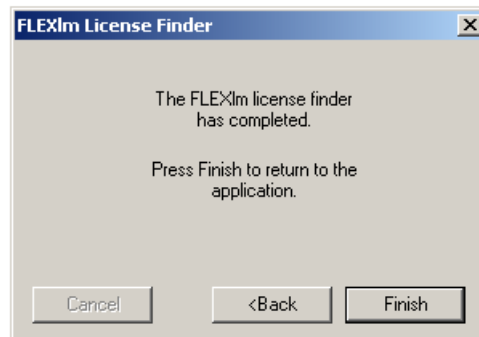 FLEXlm License Finder
The FLEXlm license finder
has completed.
Press Finish to return to the
application.
Cancel
<Back
Finish